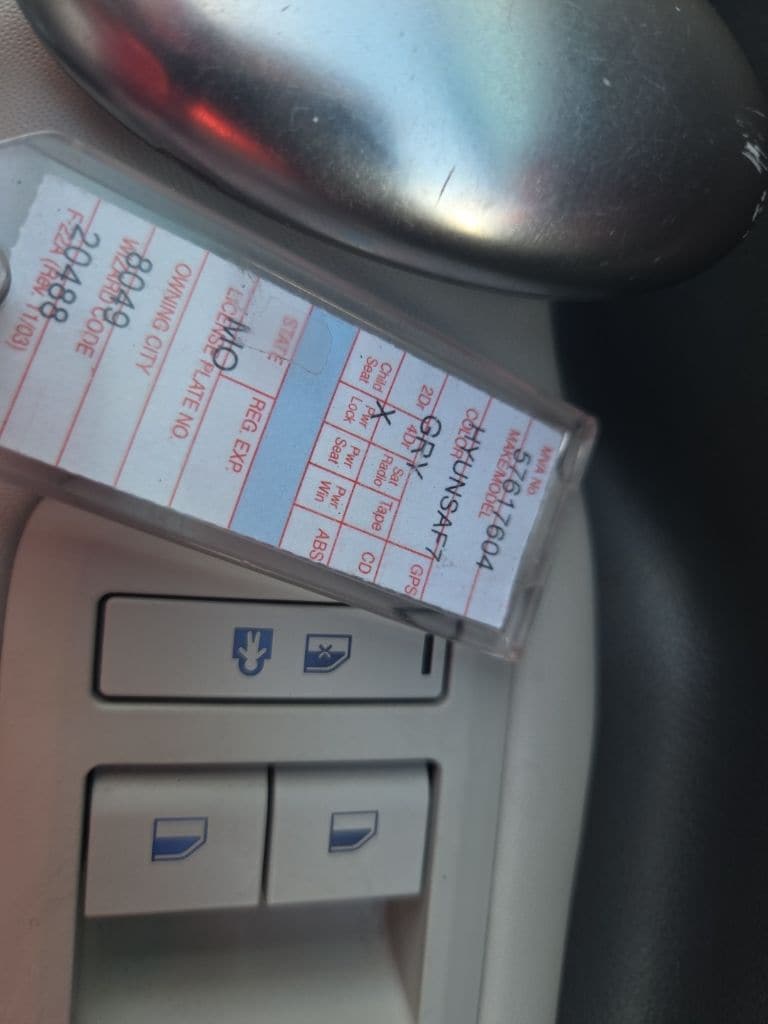 MVA No.
57617604
MAKE/MODEL
HYUNSAF7
COLOR
GRY
2Dr 4Dr Sat Radio Tape CD GPS
X
Child Seat Pwr Lock Pwr Seat Pwr Win ABS
STATE
REG. EXP.
MO
LICENSE PLATE NO.
OWNING CITY
8049
WIZARD CODE
20488
F-22A (Rev. 11/03)